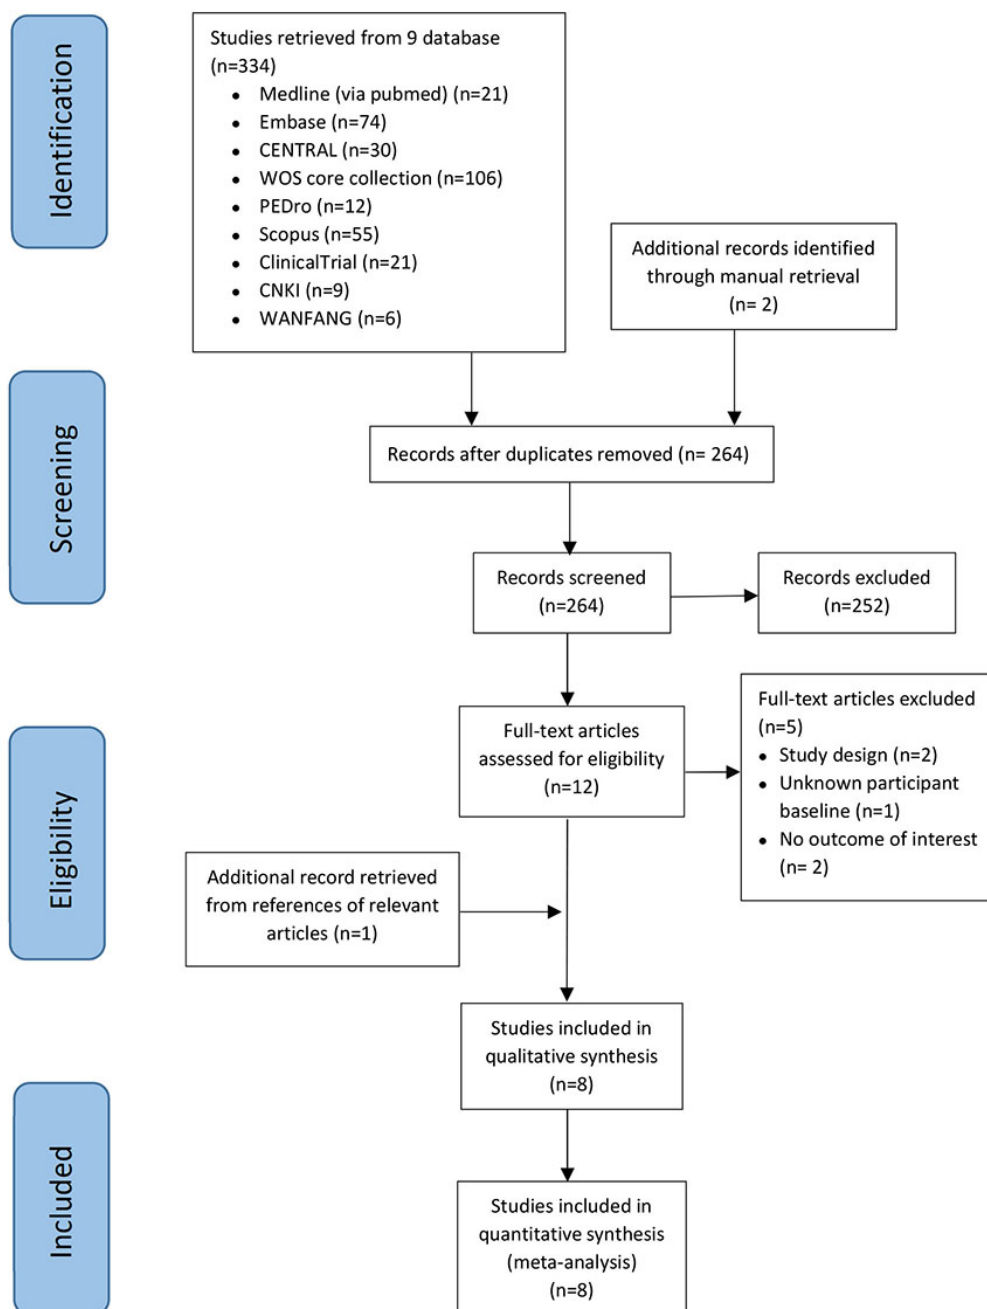 Identification
Studies retrieved from 9 database
(n=334)
• Medline (via pubmed) (n=21)
• Embase (n=74)
• CENTRAL (n=30)
• WOS core collection (n=106)
• PEDro (n=12)
• Scopus (n=55)
• ClinicalTrial (n=21)
• CNKI (n=9)
• WANFANG (n=6)
Additional records identified
through manual retrieval
(n= 2)
Screening
Records after duplicates removed (n= 264)
Records screened
(n=264)
Records excluded
(n=252)
Eligibility
Full-text articles
assessed for eligibility
(n=12)
Full-text articles excluded
(n=5)
• Study design (n=2)
• Unknown participant
baseline (n=1)
• No outcome of interest
(n= 2)
Additional record retrieved
from references of relevant
articles (n=1)
Included
Studies included in
qualitative synthesis
(n=8)
Studies included in
quantitative synthesis
(meta-analysis)
(n=8)